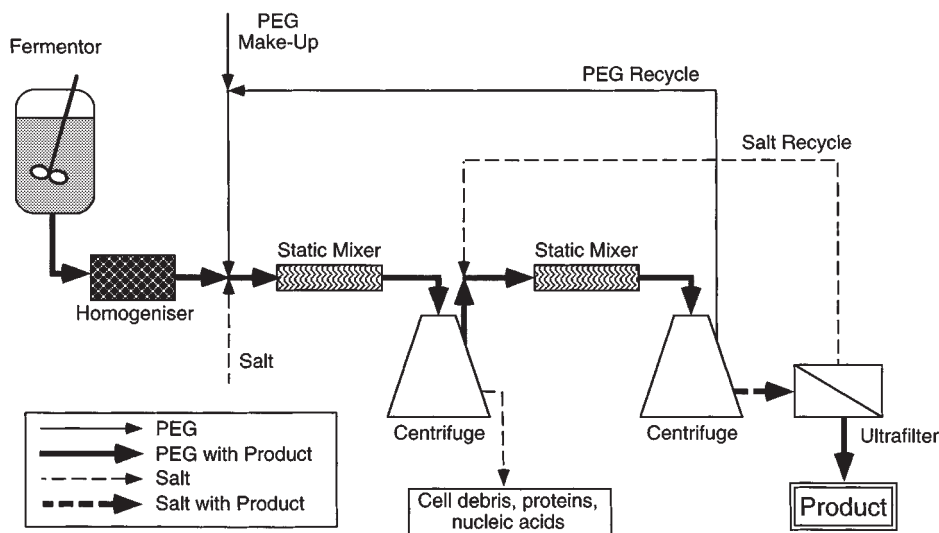 PEG
Make-Up
Fermentor
PEG Recycle
Salt Recycle
Static Mixer
Static Mixer
Homogeniser
Salt
Centrifuge
Centrifuge
Ultrafilter
PEG
PEG with Product
Salt
Salt with Product
Cell debris, proteins,
nucleic acids
Product